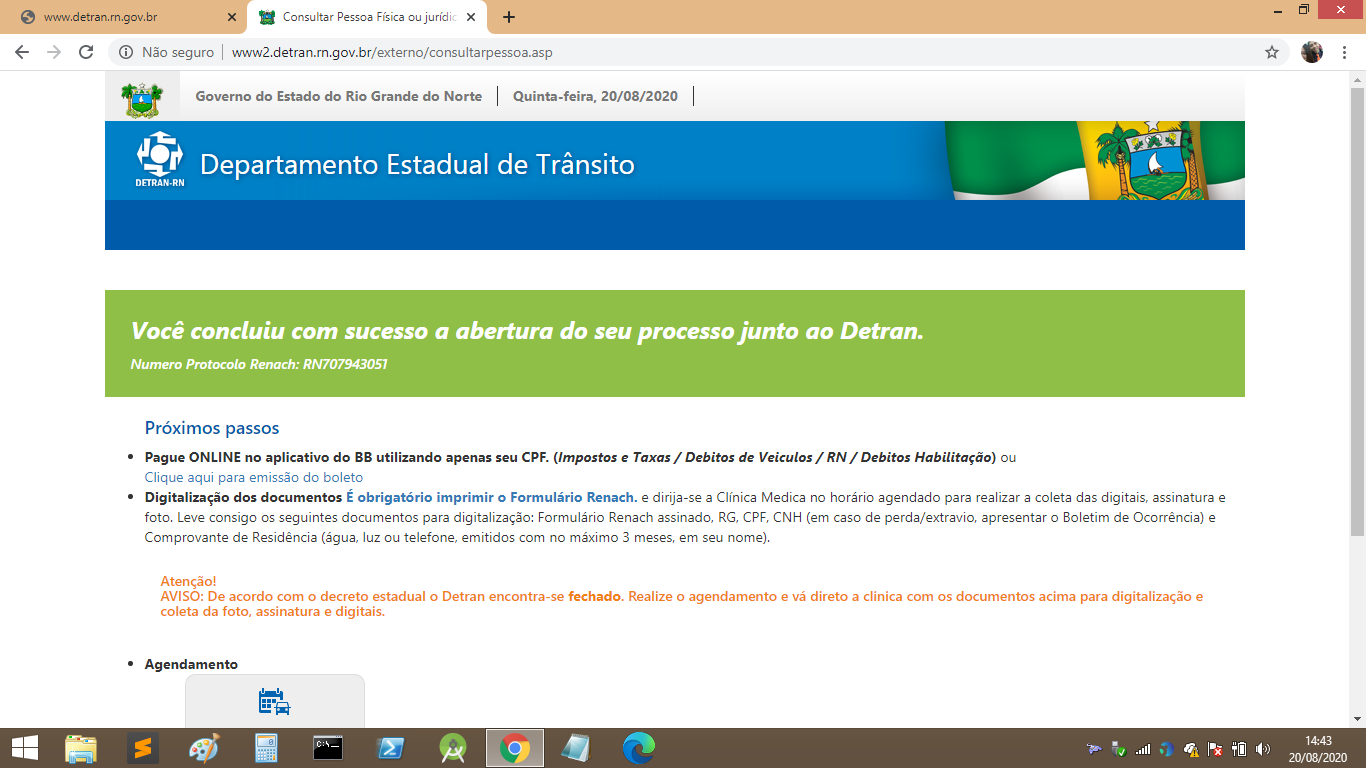 www.detran.rn.gov.br
Consultar Pessoa Física ou jurídic
Não seguro
www2.detran.rn.gov.br/externo/consultarpessoa.asp
Governo do Estado do Rio Grande do Norte
Quinta-feira, 20/08/2020
DETRAN-RN
Departamento Estadual de Trânsito
Você concluiu com sucesso a abertura do seu processo junto ao Detran.
Numero Protocolo Renach: RN707943051
Próximos passos
Pague ONLINE no aplicativo do BB utilizando apenas seu CPF. (Impostos e Taxas / Debitos de Veiculos / RN / Debitos Habilitação) ou
Clique aqui para emissão do boleto
Digitalização dos documentos É obrigatório imprimir o Formulário Renach. e dirija-se a Clínica Medica no horário agendado para realizar a coleta das digitais, assinatura e
foto. Leve consigo os seguintes documentos para digitalização: Formulário Renach assinado, RG, CPF, CNH (em caso de perda/extravio, apresentar o Boletim de Ocorrência) e
Comprovante de Residência (água, luz ou telefone, emitidos com no máximo 3 meses, em seu nome).
Atenção!
AVISO: De acordo com o decreto estadual o Detran encontra-se fechado. Realize o agendamento e vá direto a clinica com os documentos acima para digitalização e
coleta da foto, assinatura e digitais.
Agendamento
14:43
20/08/2020